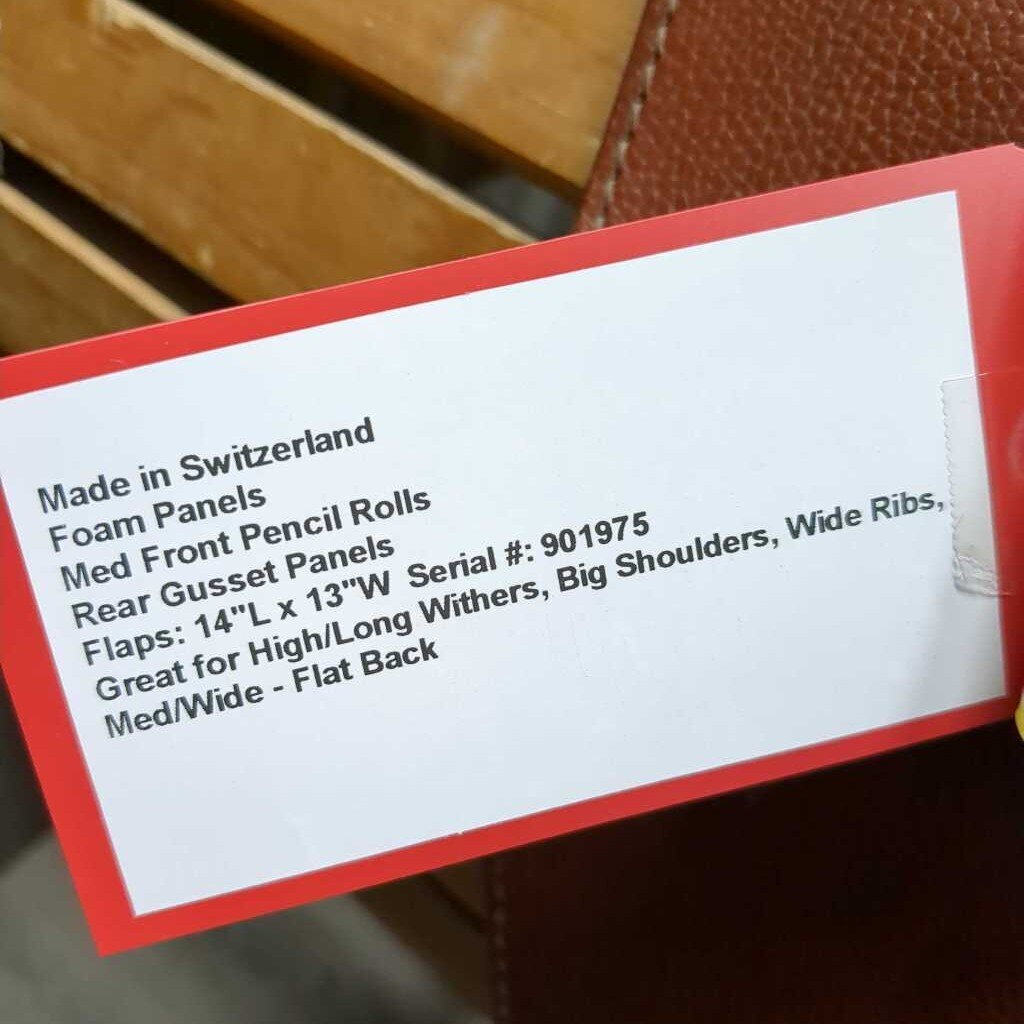 Made in Switzerland
Foam Panels
Med Front Pencil Rolls
Rear Gusset Panels
Flaps: 14"L x 13"W Serial #: 901975
Great for High/Long Withers, Big Shoulders, Wide Ribs,
Med/Wide - Flat Back